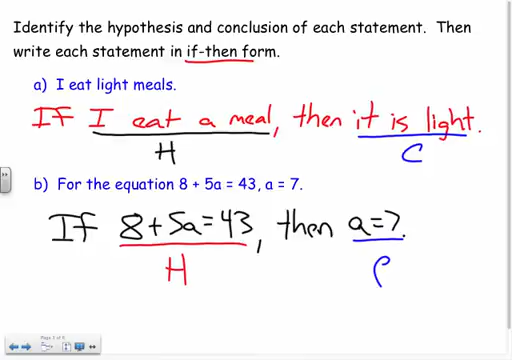 Identify the hypothesis and conclusion of each statement. Then
write each statement in if-then form.
a) I eat light meals.
If I eat a meal, then it is light.
H C
b) For the equation 8 + 5a = 43, a = 7.
If 8 + 5a = 43, then a = 7.
H C